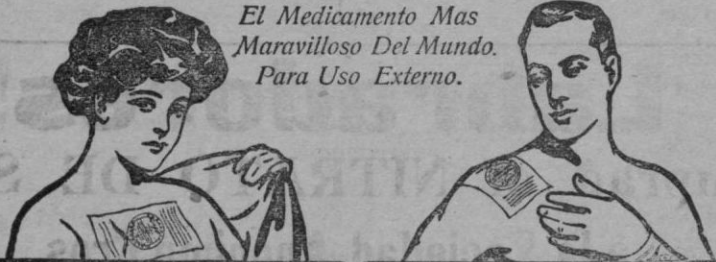 El Medicamento Mas
Maravilloso Del Mundo.
Para Uso Externo.